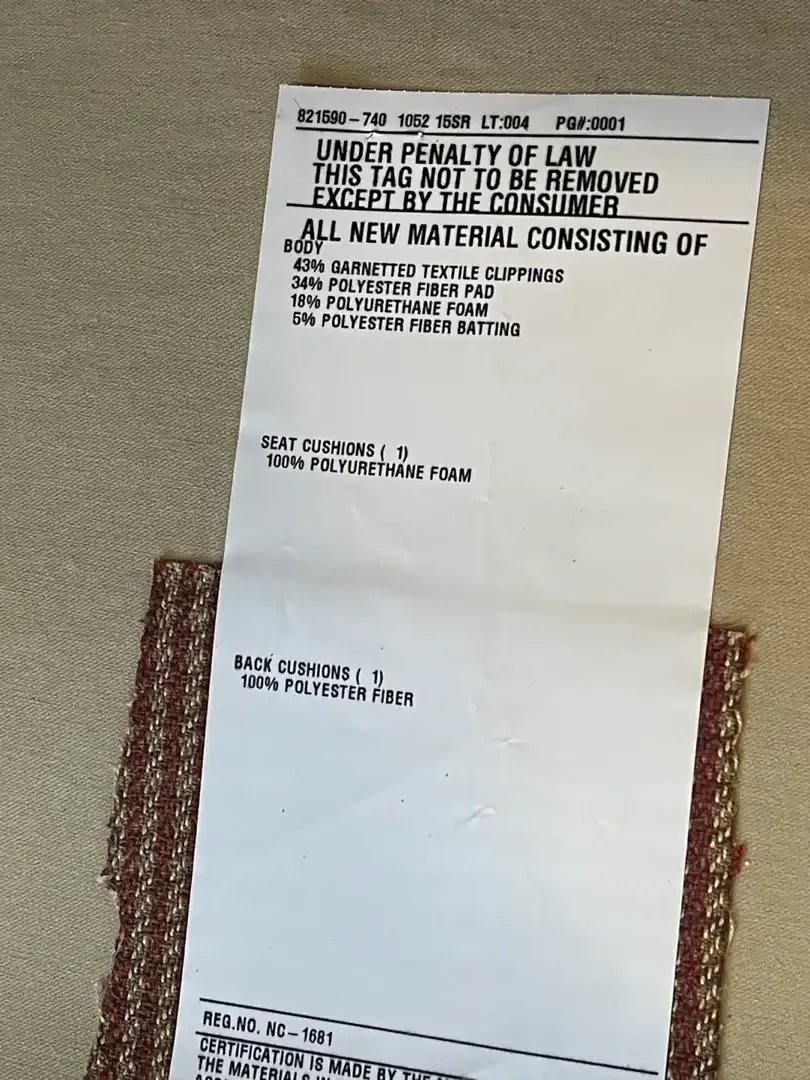 821590-740 1052 15SR LT:004 PG#:0001
UNDER PENALTY OF LAW
THIS TAG NOT TO BE REMOVED
EXCEPT BY THE CONSUMER
ALL NEW MATERIAL CONSISTING OF
BODY
43% GARNETTED TEXTILE CLIPPINGS
34% POLYESTER FIBER PAD
18% POLYURETHANE FOAM
5% POLYESTER FIBER BATTING
SEAT CUSHIONS ( 1)
100% POLYURETHANE FOAM
BACK CUSHIONS ( 1)
100% POLYESTER FIBER
REG.NO. NC-1681
CERTIFICATION IS MADE BY THE
THE MATERIALS